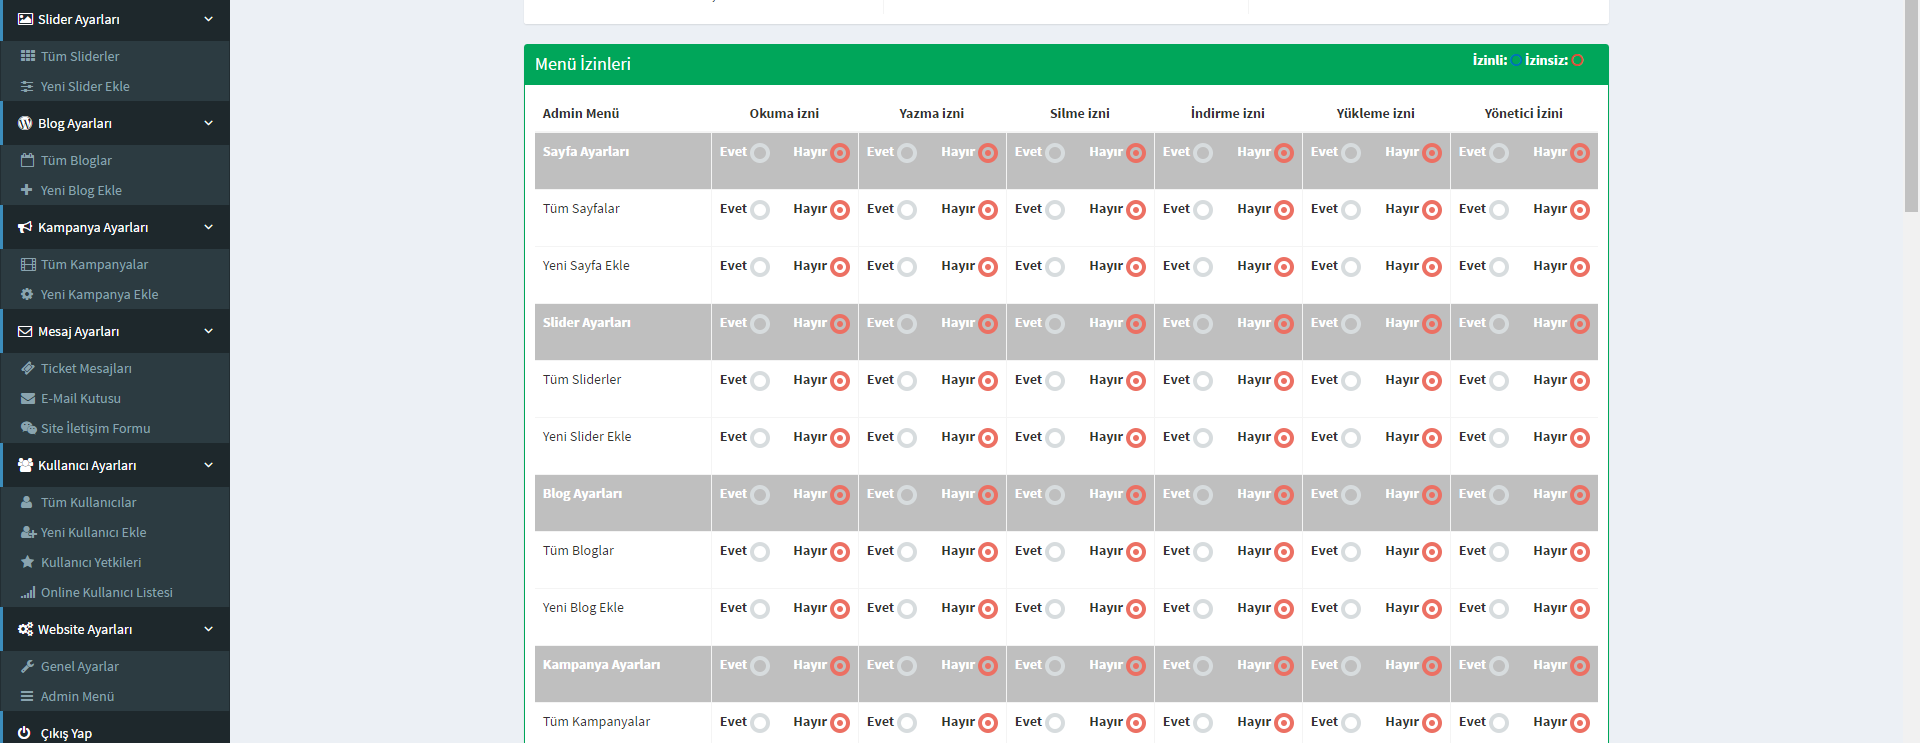 Slider Ayarları
Tüm Sliderler
Yeni Slider Ekle
Blog Ayarları
Tüm Bloglar
Yeni Blog Ekle
Kampanya Ayarları
Tüm Kampanyalar
Yeni Kampanya Ekle
Mesaj Ayarları
Ticket Mesajları
E-Mail Kutusu
Site İletişim Formu
Kullanıcı Ayarları
Tüm Kullanıcılar
Yeni Kullanıcı Ekle
Kullanıcı Yetkileri
Online Kullanıcı Listesi
Website Ayarları
Genel Ayarlar
Admin Menü
Çıkış Yap
Menü İzinleri İzinli: İzinsiz:
Admin Menü Okuma izni Yazma izni Silme izni İndirme izni Yükleme izni Yönetici İzini
Sayfa Ayarları Evet Hayır Evet Hayır Evet Hayır Evet Hayır Evet Hayır Evet Hayır
Tüm Sayfalar Evet Hayır Evet Hayır Evet Hayır Evet Hayır Evet Hayır Evet Hayır
Yeni Sayfa Ekle Evet Hayır Evet Hayır Evet Hayır Evet Hayır Evet Hayır Evet Hayır
Slider Ayarları Evet Hayır Evet Hayır Evet Hayır Evet Hayır Evet Hayır Evet Hayır
Tüm Sliderler Evet Hayır Evet Hayır Evet Hayır Evet Hayır Evet Hayır Evet Hayır
Yeni Slider Ekle Evet Hayır Evet Hayır Evet Hayır Evet Hayır Evet Hayır Evet Hayır
Blog Ayarları Evet Hayır Evet Hayır Evet Hayır Evet Hayır Evet Hayır Evet Hayır
Tüm Bloglar Evet Hayır Evet Hayır Evet Hayır Evet Hayır Evet Hayır Evet Hayır
Yeni Blog Ekle Evet Hayır Evet Hayır Evet Hayır Evet Hayır Evet Hayır Evet Hayır
Kampanya Ayarları Evet Hayır Evet Hayır Evet Hayır Evet Hayır Evet Hayır Evet Hayır
Tüm Kampanyalar Evet Hayır Evet Hayır Evet Hayır Evet Hayır Evet Hayır Evet Hayır